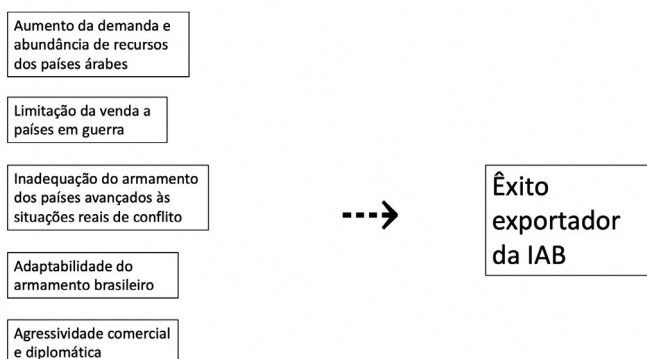 Aumento da demanda e
abundância de recursos
dos países árabes
Limitação da venda a
países em guerra
Inadequação do armamento
dos países avançados às
situações reais de conflito
Adaptabilidade do
armamento brasileiro
Agressividade comercial
e diplomática
Êxito
exportador
da IAB